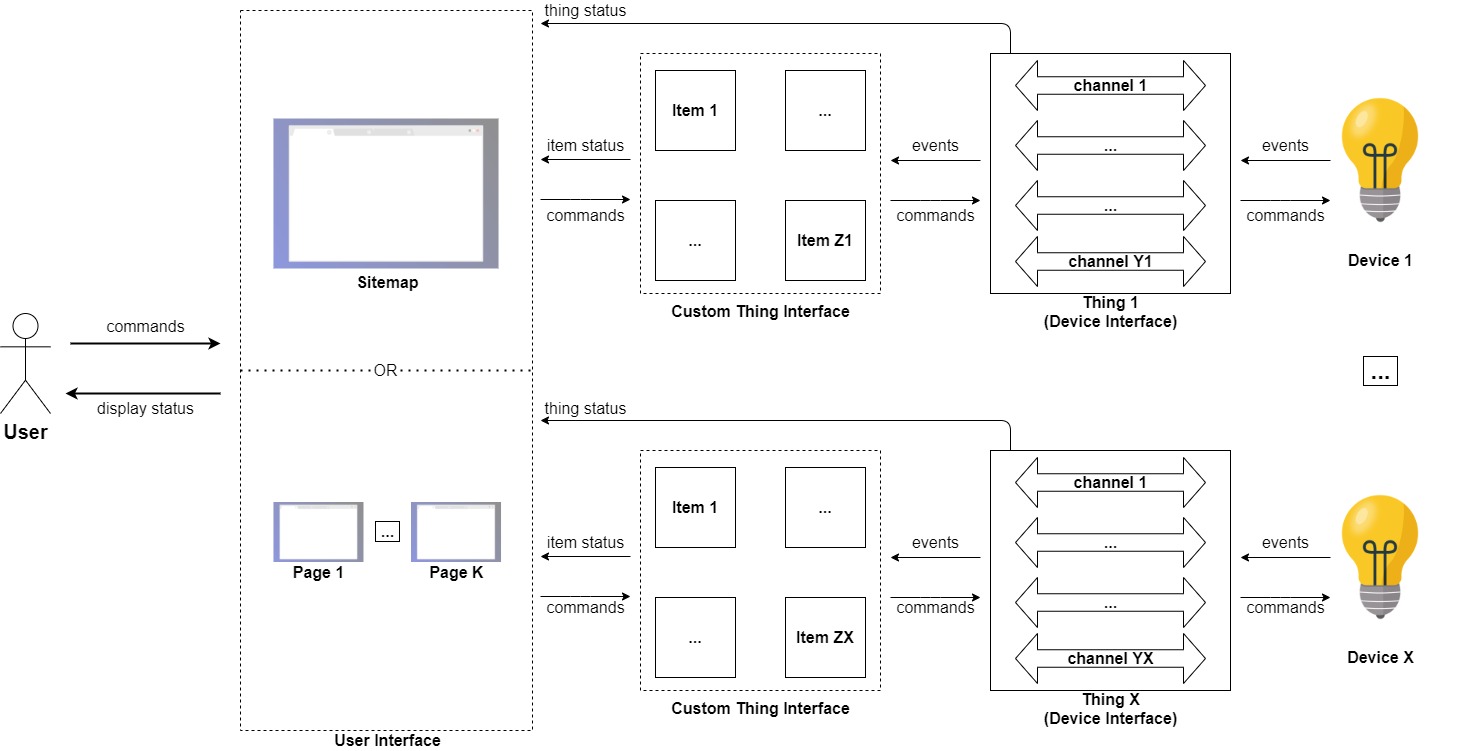 thing status
channel 1
Item 1
...
...
item status
events
events
commands
commands
commands
...
...
Item Z1
channel Y1
Device 1
Sitemap
Custom Thing Interface
Thing 1
(Device Interface)
commands
OR
...
display status
User
thing status
channel 1
Item 1
...
...
...
item status
events
events
Page 1
Page K
commands
commands
commands
...
...
Item ZX
channel YX
Device X
Custom Thing Interface
Thing X
(Device Interface)
User Interface